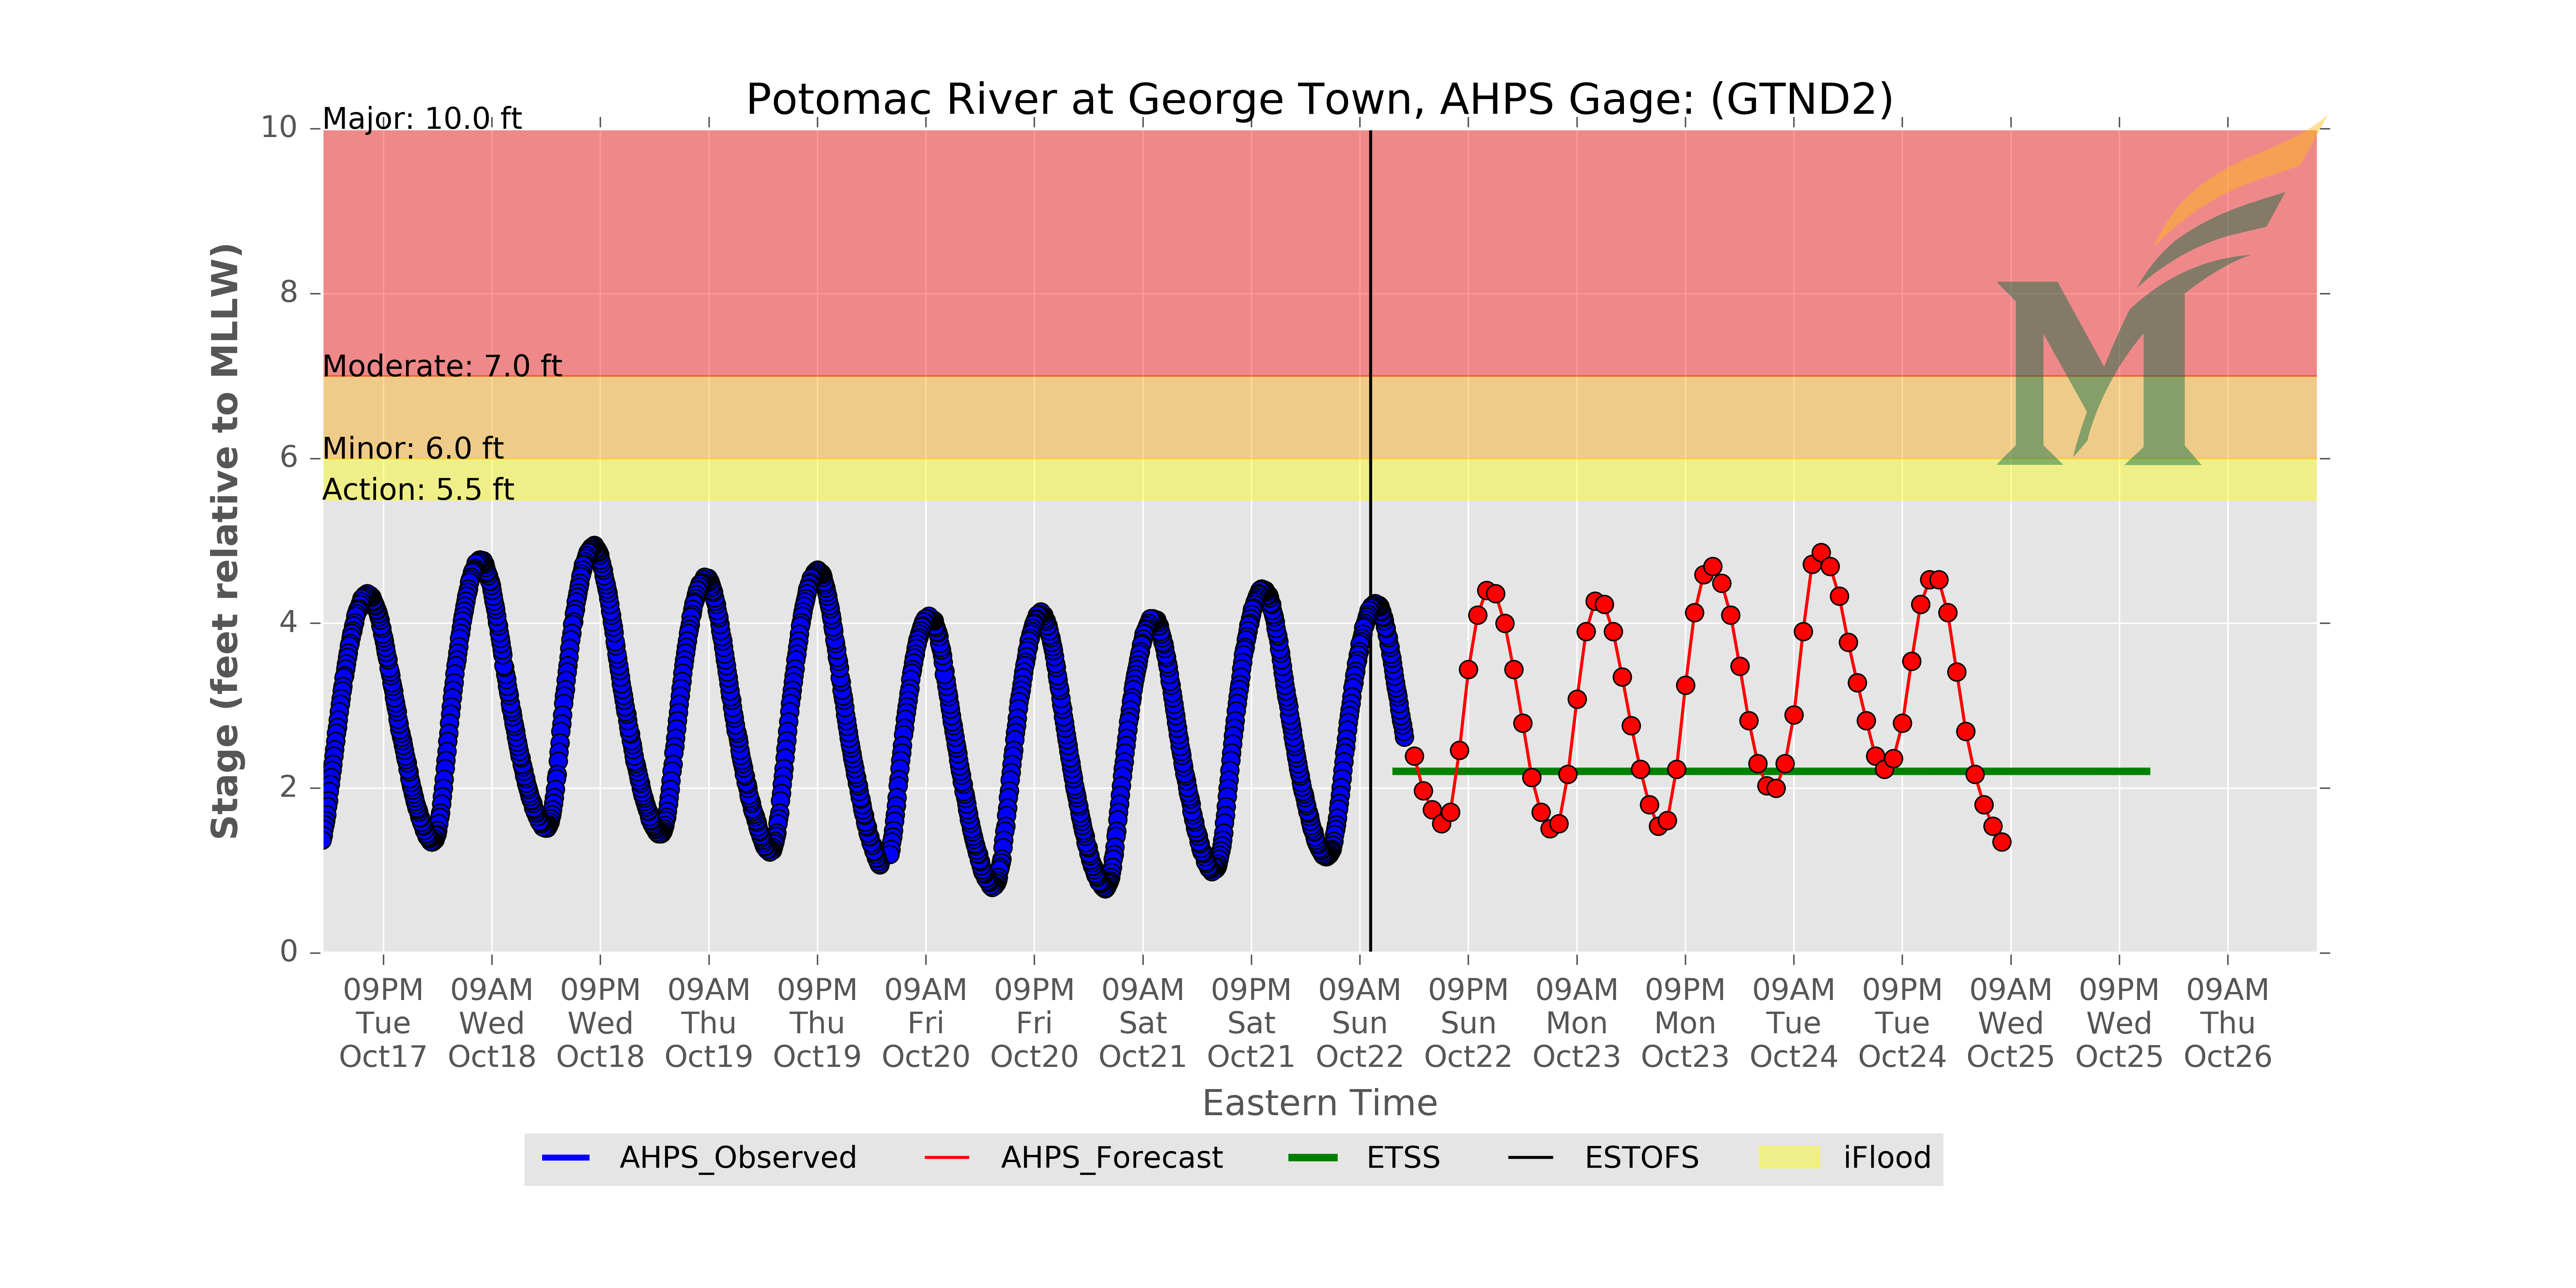 Potomac River at George Town, AHPS Gage: (GTND2)
Stage (feet relative to MLLW)
10
8
6
4
2
0
Major: 10.0 ft
Moderate: 7.0 ft
Minor: 6.0 ft
Action: 5.5 ft
M
09PM 09AM 09PM 09AM 09PM 09AM 09PM 09AM 09PM 09AM 09PM 09AM 09PM 09AM 09PM 09AM 09PM 09AM
Tue Wed Wed Thu Thu Fri Fri Sat Sat Sun Sun Mon Mon Tue Tue Wed Wed Thu
Oct17 Oct18 Oct18 Oct19 Oct19 Oct20 Oct20 Oct21 Oct21 Oct22 Oct22 Oct23 Oct23 Oct24 Oct24 Oct25 Oct25 Oct26
Eastern Time
AHPS_Observed AHPS_Forecast ETSS ESTOFS iFlood